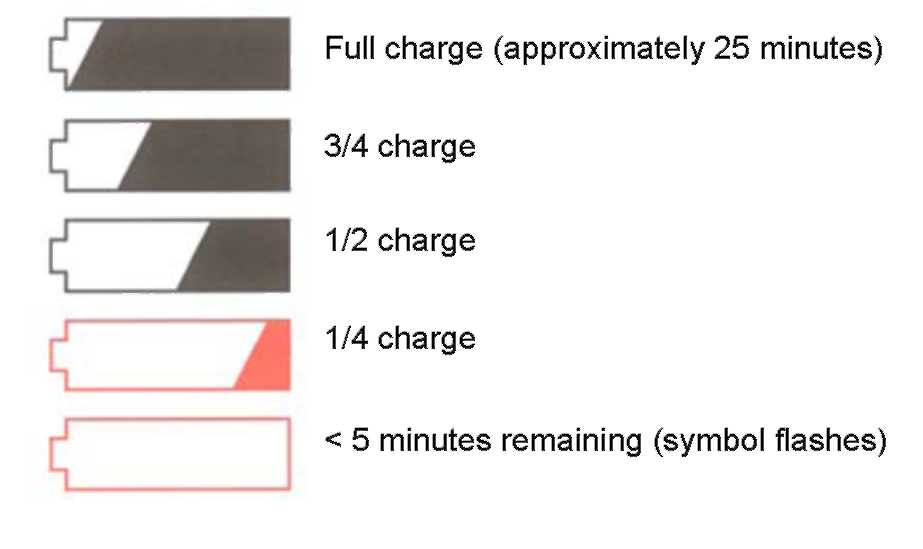 Full charge (approximately 25 minutes)
3/4 charge
1/2 charge
1/4 charge
< 5 minutes remaining (symbol flashes)